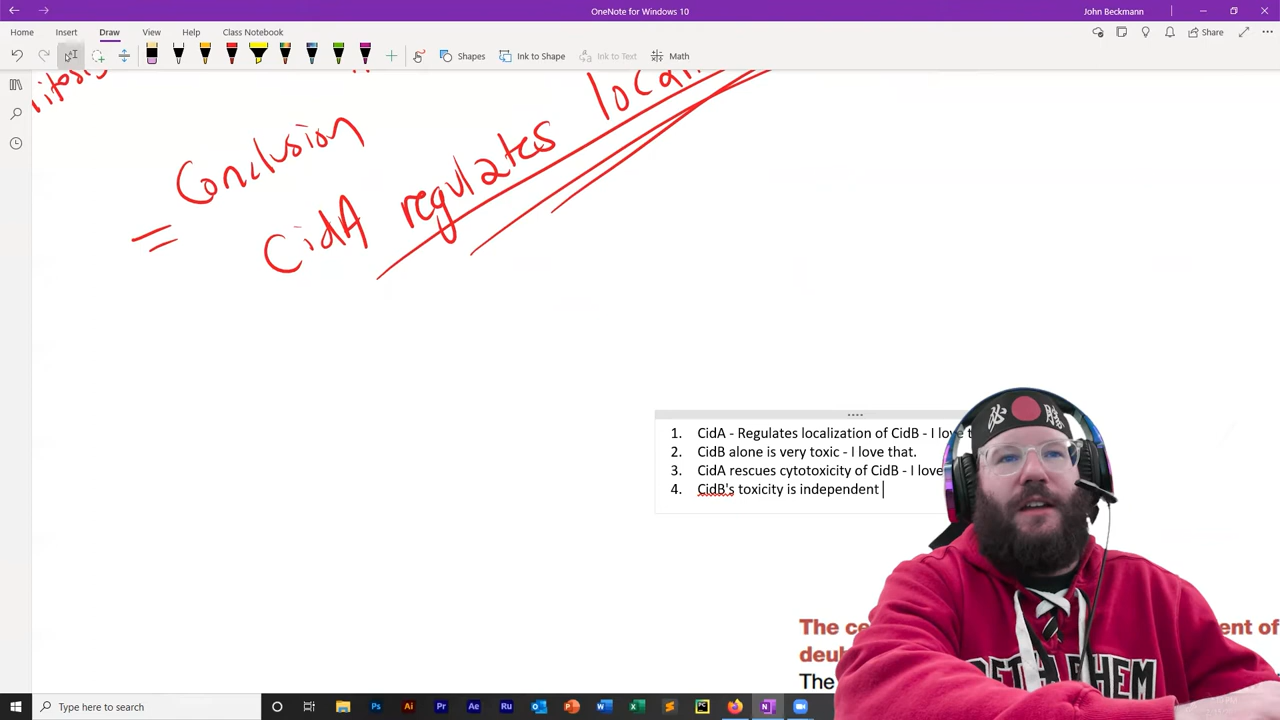 OneNote for Windows 10
John Beckmann
Home Insert Draw View Help Class Notebook
Share
Shapes Ink to Shape Ink to Text Math
Conclusion
= CidA regulates
1. CidA - Regulates localization of CidB - I love
2. CidB alone is very toxic - I love that.
3. CidA rescues cytotoxicity of CidB - I love
4. CidB's toxicity is independent
The
deu
ent of
The
BETHLEHEM
Type here to search